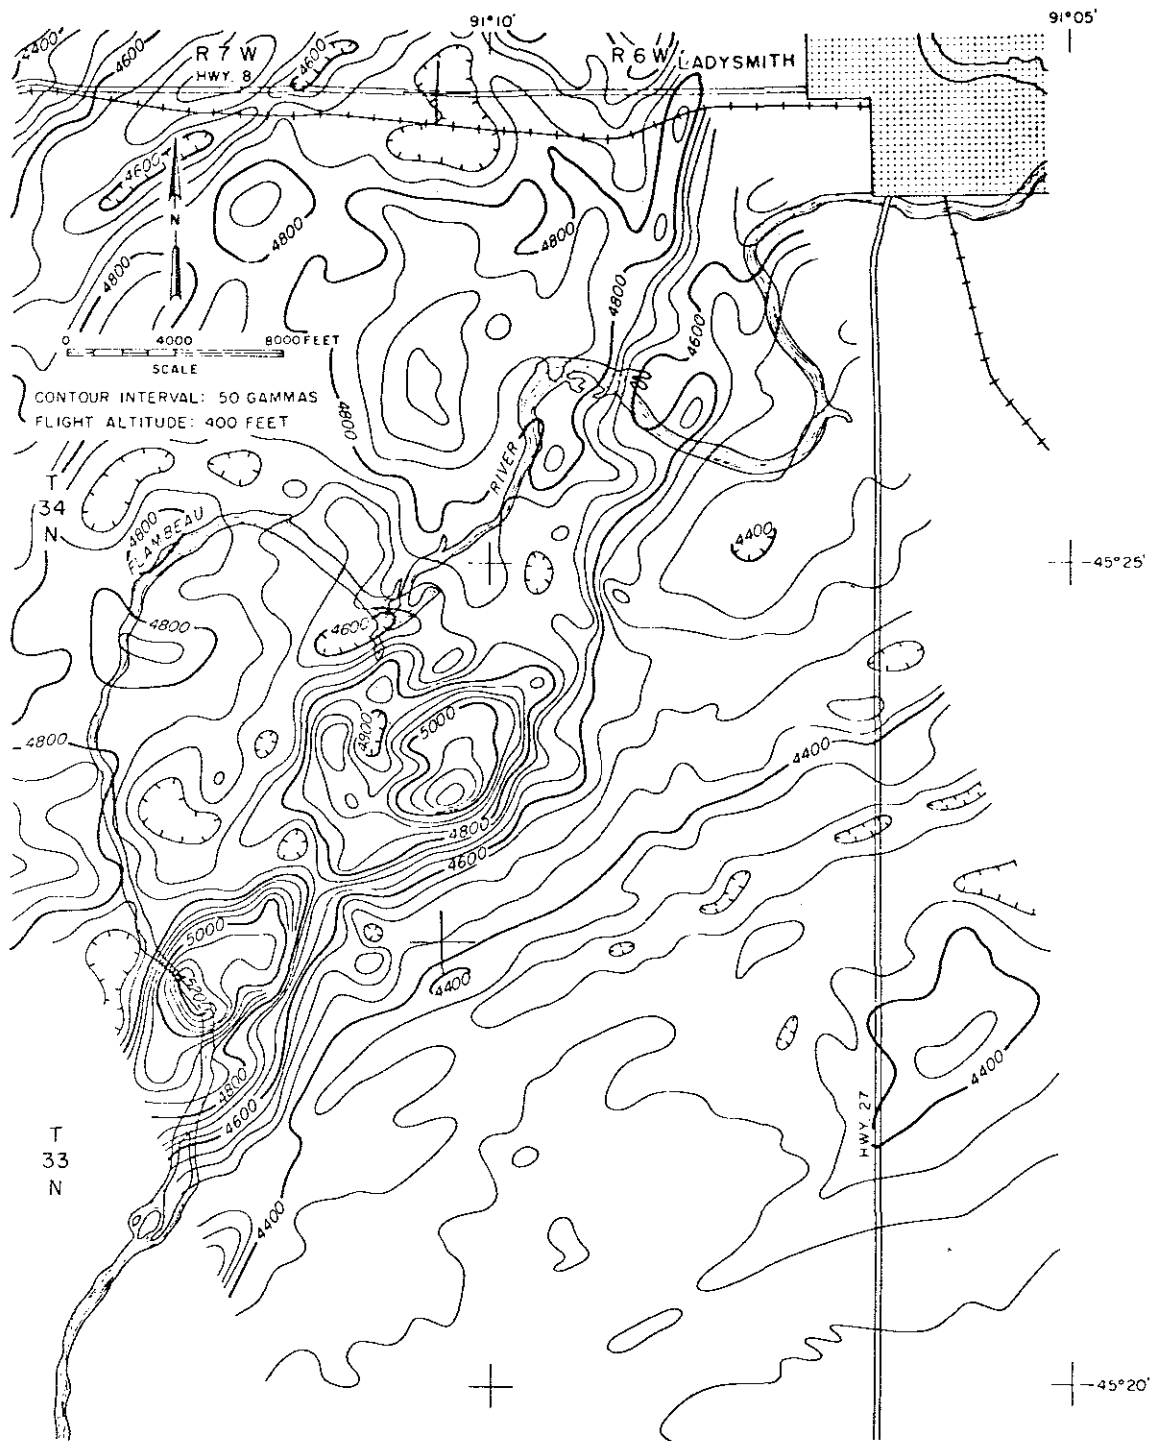 91°10'
91°05'
4400
4600
R 7 W
HWY. 8
4600
R 6 W
LADYSMITH
4600
N
4800
4800
4800
4800
4600
0 4000 8000 FEET
SCALE
CONTOUR INTERVAL: 50 GAMMAS
FLIGHT ALTITUDE: 400 FEET
4800
T
34
N
4800
FLAMBEAU
RIVER
4400
45°25'
4800
4600
4800
4900
5000
4400
4800
4600
5000
5200
4400
4800
4600
4400
HWY. 27
T
33
N
4400
45°20'